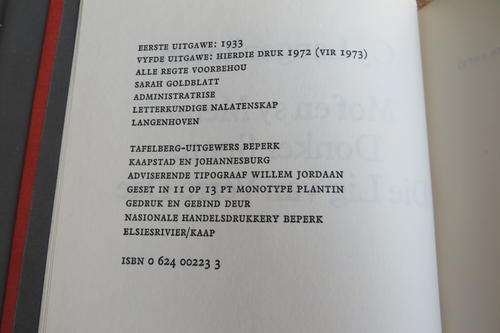 EERSTE UITGAWE: 1933
VYFDE UITGAWE: HIERDIE DRUK 1972 (VIR 1973)
ALLE REGTE VOORBEHOU
SARAH GOLDBLATT
ADMINISTRATRISE
LETTERKUNDIGE NALATENSKAP
LANGENHOVEN
TAFELBERG-UITGEWERS BEPERK
KAAPSTAD EN JOHANNESBURG
ADVISERENDE TIPOGRAAF WILLEM JORDAAN
GESET IN 11 OP 13 PT MONOTYPE PLANTIN
GEDRUK EN GEBIND DEUR
NASIONALE HANDELSDRUKKERY BEPERK
ELSIESRIVIER/KAAP
ISBN 0 624 00223 3